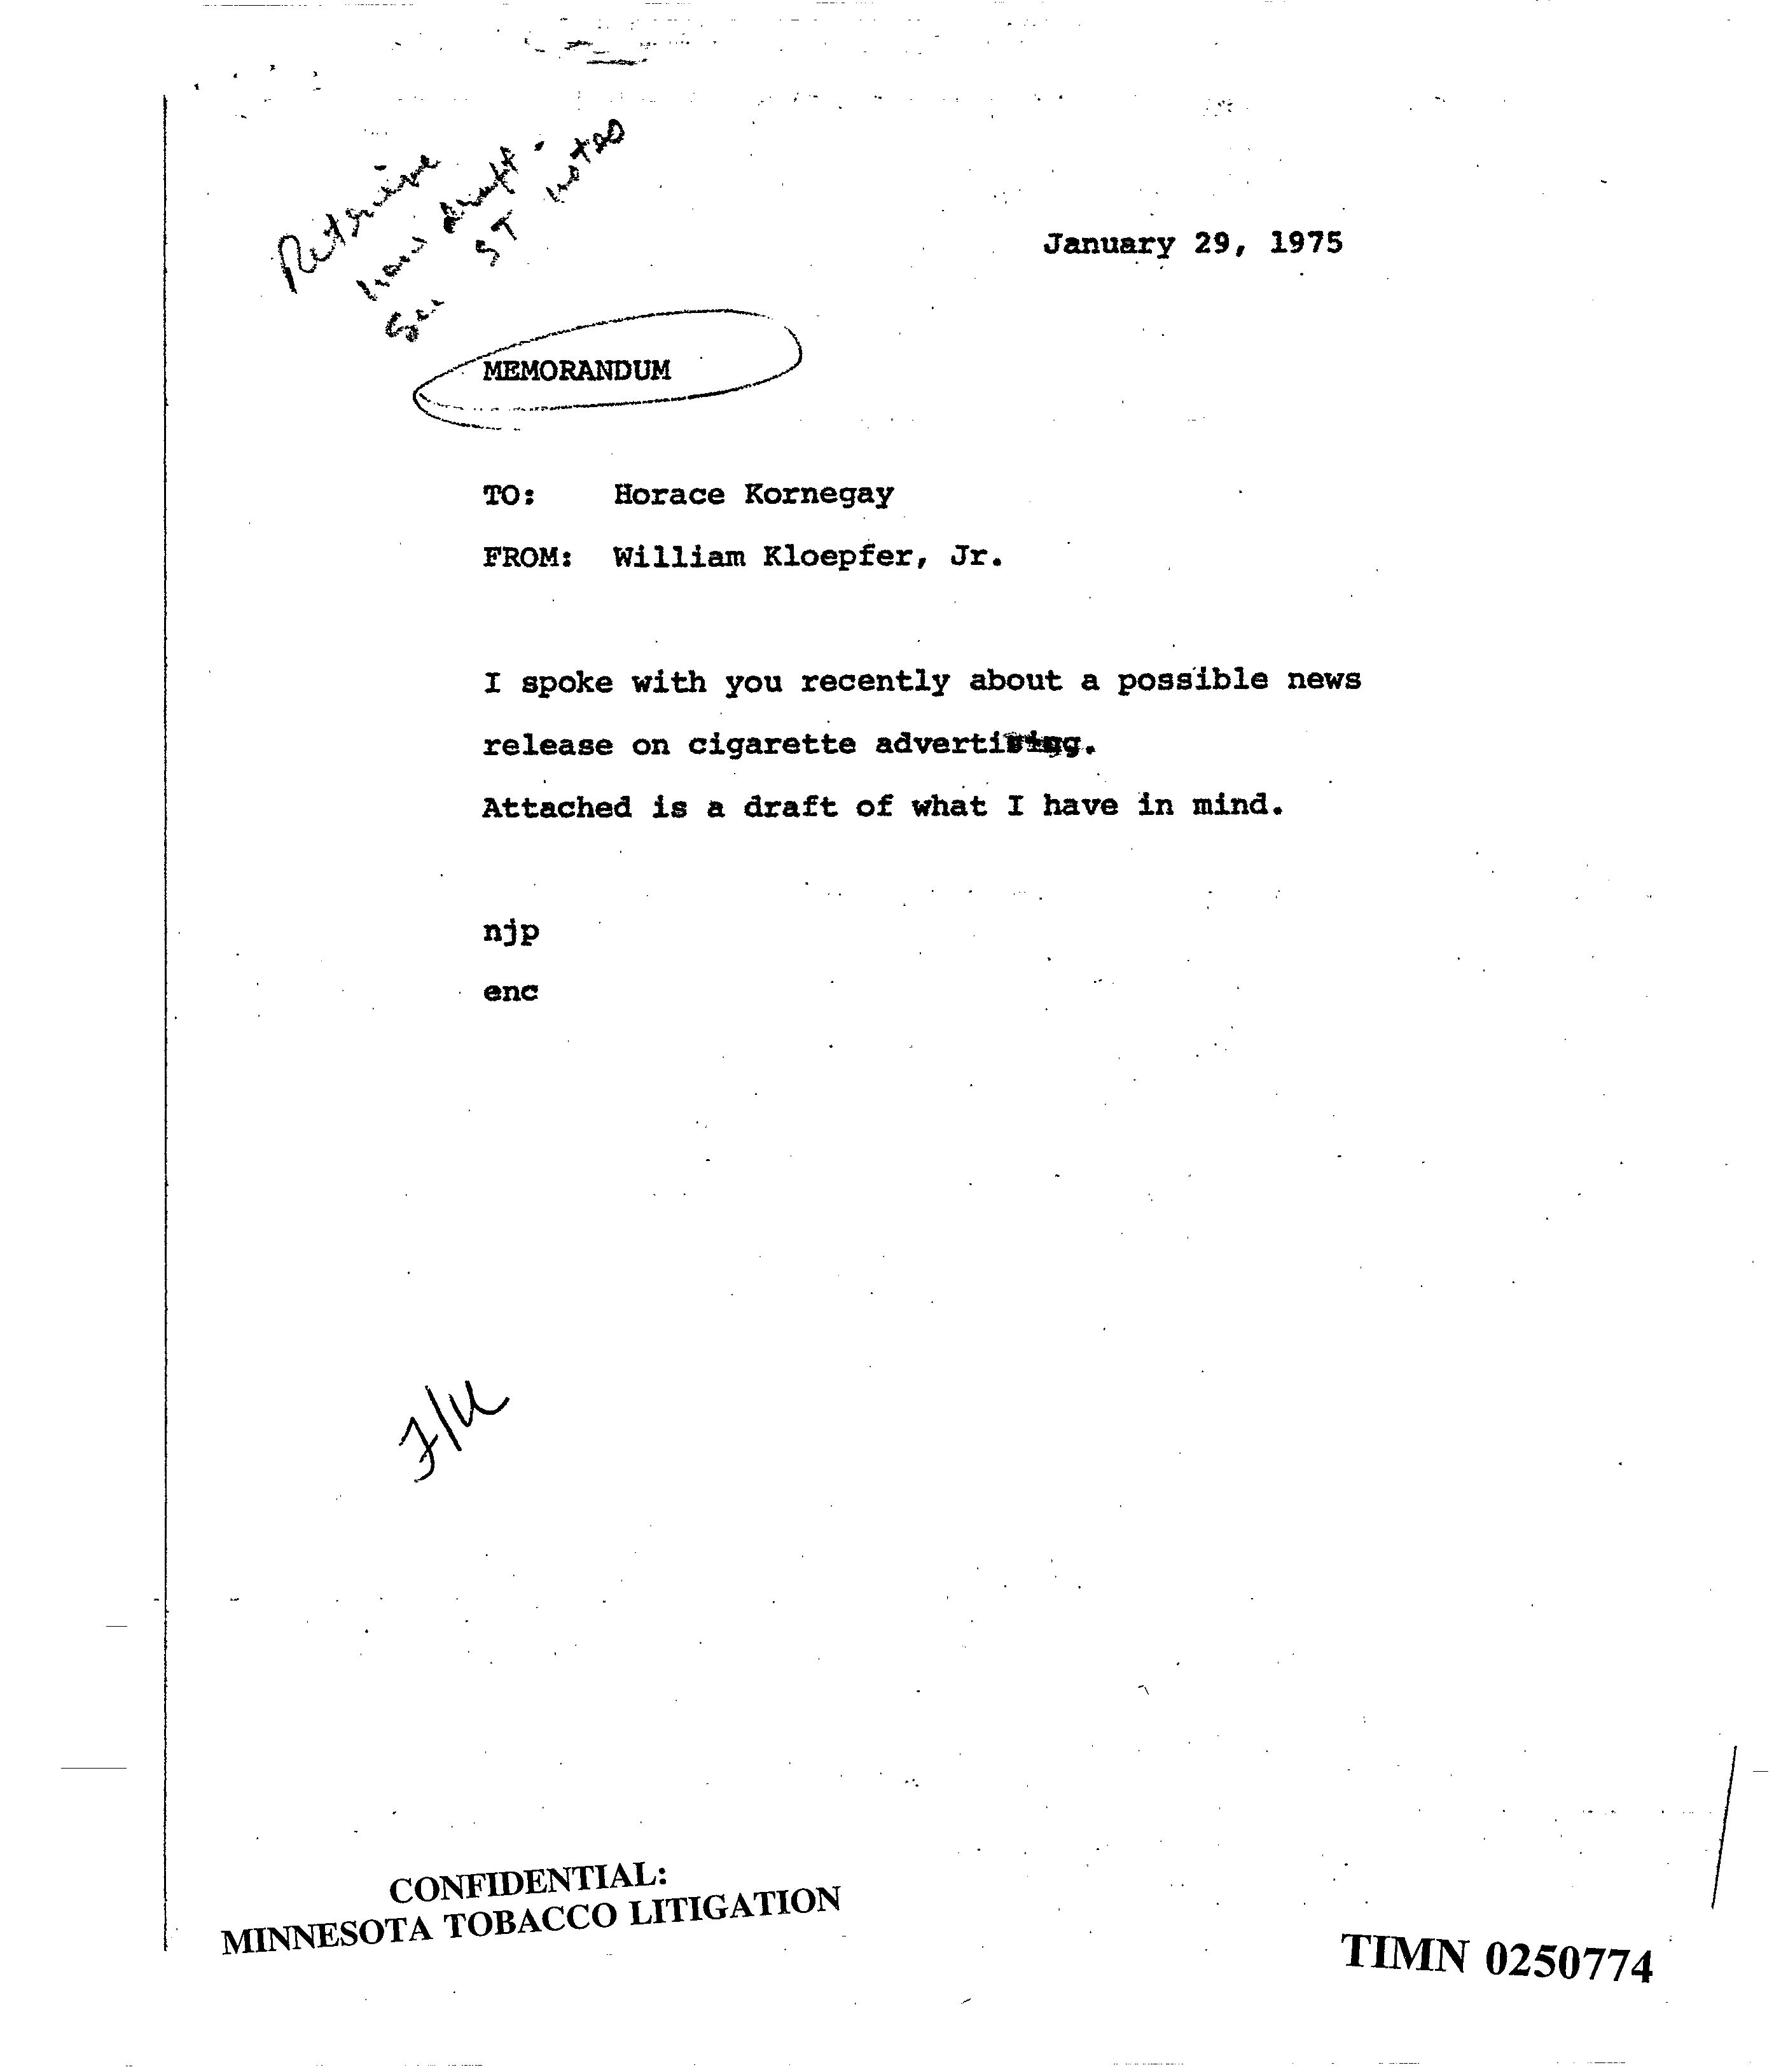 draft -
See ST notes
January 29, 1975
MEMORANDUM
TO: Horace Kornegay
FROM: William Kloepfer, Jr.
I spoke with you recently about a possible news
release on cigarette advertising.
Attached is a draft of what I have in mind.
njp
enc
CONFIDENTIAL:
MINNESOTA TOBACCO LITIGATION
TIMN 0250774